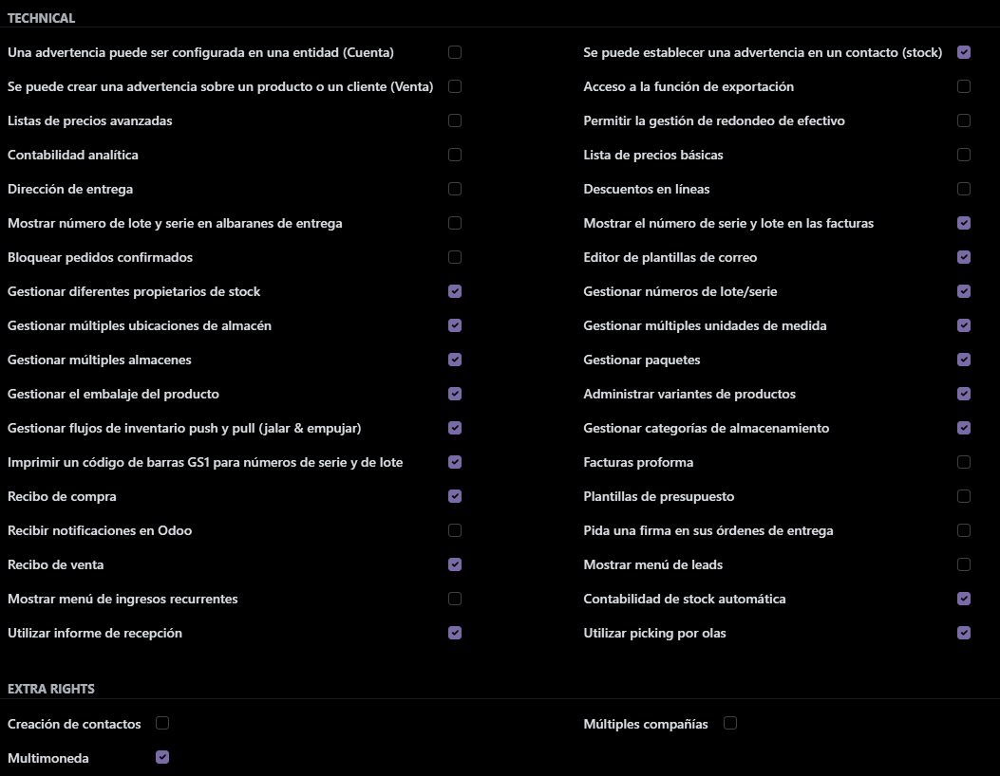 TECHNICAL
Una advertencia puede ser configurada en una entidad (Cuenta)
Se puede establecer una advertencia en un contacto (stock)
Se puede crear una advertencia sobre un producto o un cliente (Venta)
Acceso a la función de exportación
Listas de precios avanzadas
Permitir la gestión de redondeo de efectivo
Contabilidad analítica
Lista de precios básicas
Dirección de entrega
Descuentos en líneas
Mostrar número de lote y serie en albaranes de entrega
Mostrar el número de serie y lote en las facturas
Bloquear pedidos confirmados
Editor de plantillas de correo
Gestionar diferentes propietarios de stock
Gestionar números de lote/serie
Gestionar múltiples ubicaciones de almacén
Gestionar múltiples unidades de medida
Gestionar múltiples almacenes
Gestionar paquetes
Gestionar el embalaje del producto
Administrar variantes de productos
Gestionar flujos de inventario push y pull (jalar & empujar)
Gestionar categorías de almacenamiento
Imprimir un código de barras GS1 para números de serie y de lote
Facturas proforma
Recibo de compra
Plantillas de presupuesto
Recibir notificaciones en Odoo
Pida una firma en sus órdenes de entrega
Recibo de venta
Mostrar menú de leads
Mostrar menú de ingresos recurrentes
Contabilidad de stock automática
Utilizar informe de recepción
Utilizar picking por olas
EXTRA RIGHTS
Creación de contactos
Múltiples compañías
Multimoneda